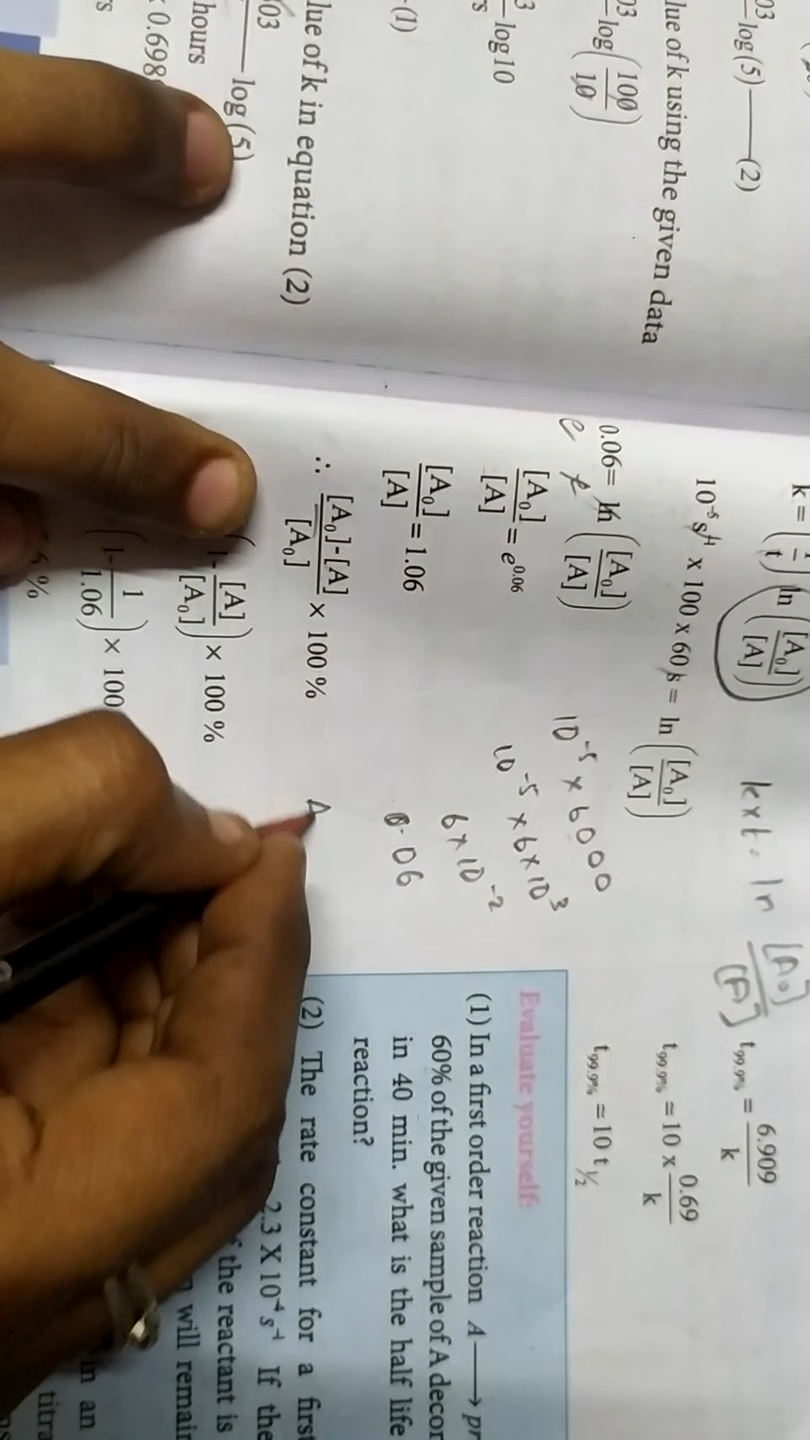 03
log(5)——(2)
lue of k using the given data
03
log(100/10)
3
log10
(1)
lue of k in equation (2)
log(5)
hours
k = (1/t) ln([A₀]/[A])
10⁻⁵ s⁻¹ x 100 x 60 s = ln([A₀]/[A])
0.06 = ln([A₀]/[A])
e
[A₀]/[A] = e^0.06
[A₀]/[A] = 1.06
∴ [A₀]-[A]/[A₀] × 100 %
(1-[A]/[A₀]) × 100 %
(1-1/1.06) × 100
%
kxt = ln [A₀]/[A]
10⁻⁵ × 6000
10⁻⁵ × 6×10³
6×10⁻²
0.06
t99.9% = 6.909/k
t99.9% ≃ 10 x 0.69/k
t99.9% ≃ 10 t½
Evaluate yourself:
(1) In a first order reaction A → pr
60% of the given sample of A decor
in 40 min. what is the half life
reaction?
(2) The rate constant for a first
2.3 X 10⁻⁴ s⁻¹ If the
the reactant is
will remain
in an
titra